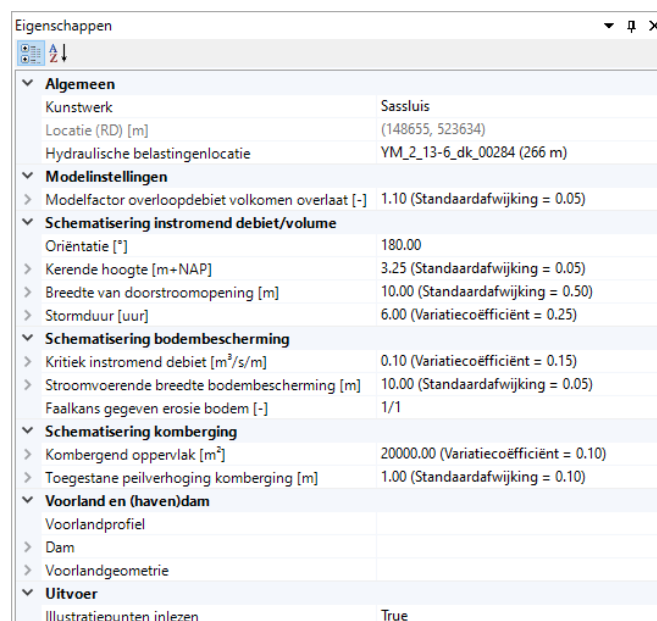 Eigenschappen
Algemeen
Kunstwerk Sassluis
Locatie (RD) [m] (148655, 523634)
Hydraulische belastingenlocatie YM_2_13-6_dk_00284 (266 m)
Modelinstellingen
Modelfactor overloopdebiet volkomen overlaat [-] 1.10 (Standaardafwijking = 0.05)
Schematisering instromend debiet/volume
Oriëntatie [°] 180.00
Kerende hoogte [m+NAP] 3.25 (Standaardafwijking = 0.05)
Breedte van doorstroomopening [m] 10.00 (Standaardafwijking = 0.50)
Stormduur [uur] 6.00 (Variatiecoëfficiënt = 0.25)
Schematisering bodembescherming
Kritiek instromend debiet [m³/s/m] 0.10 (Variatiecoëfficiënt = 0.15)
Stroomvoerende breedte bodembescherming [m] 10.00 (Standaardafwijking = 0.05)
Faalkans gegeven erosie bodem [-] 1/1
Schematisering komberging
Kombergend oppervlak [m²] 20000.00 (Variatiecoëfficiënt = 0.10)
Toegestane peilverhoging komberging [m] 1.00 (Standaardafwijking = 0.10)
Voorland en (haven)dam
Voorlandprofiel
Dam
Voorlandgeometrie
Uitvoer
Illustratiepunten inlezen True